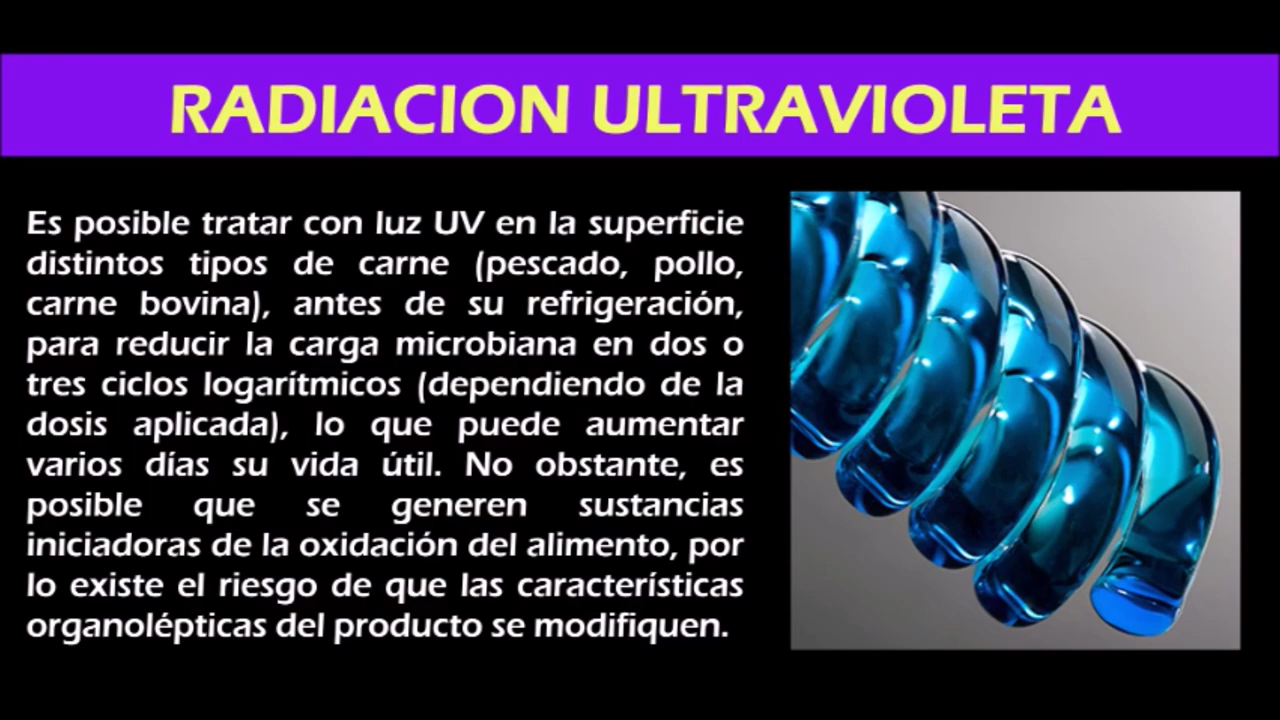 RADIACION ULTRAVIOLETA
Es posible tratar con luz UV en la superficie
distintos tipos de carne (pescado, pollo,
carne bovina), antes de su refrigeración,
para reducir la carga microbiana en dos o
tres ciclos logarítmicos (dependiendo de la
dosis aplicada), lo que puede aumentar
varios días su vida útil. No obstante, es
posible que se generen sustancias
iniciadoras de la oxidación del alimento, por
lo existe el riesgo de que las características
organolépticas del producto se modifiquen.